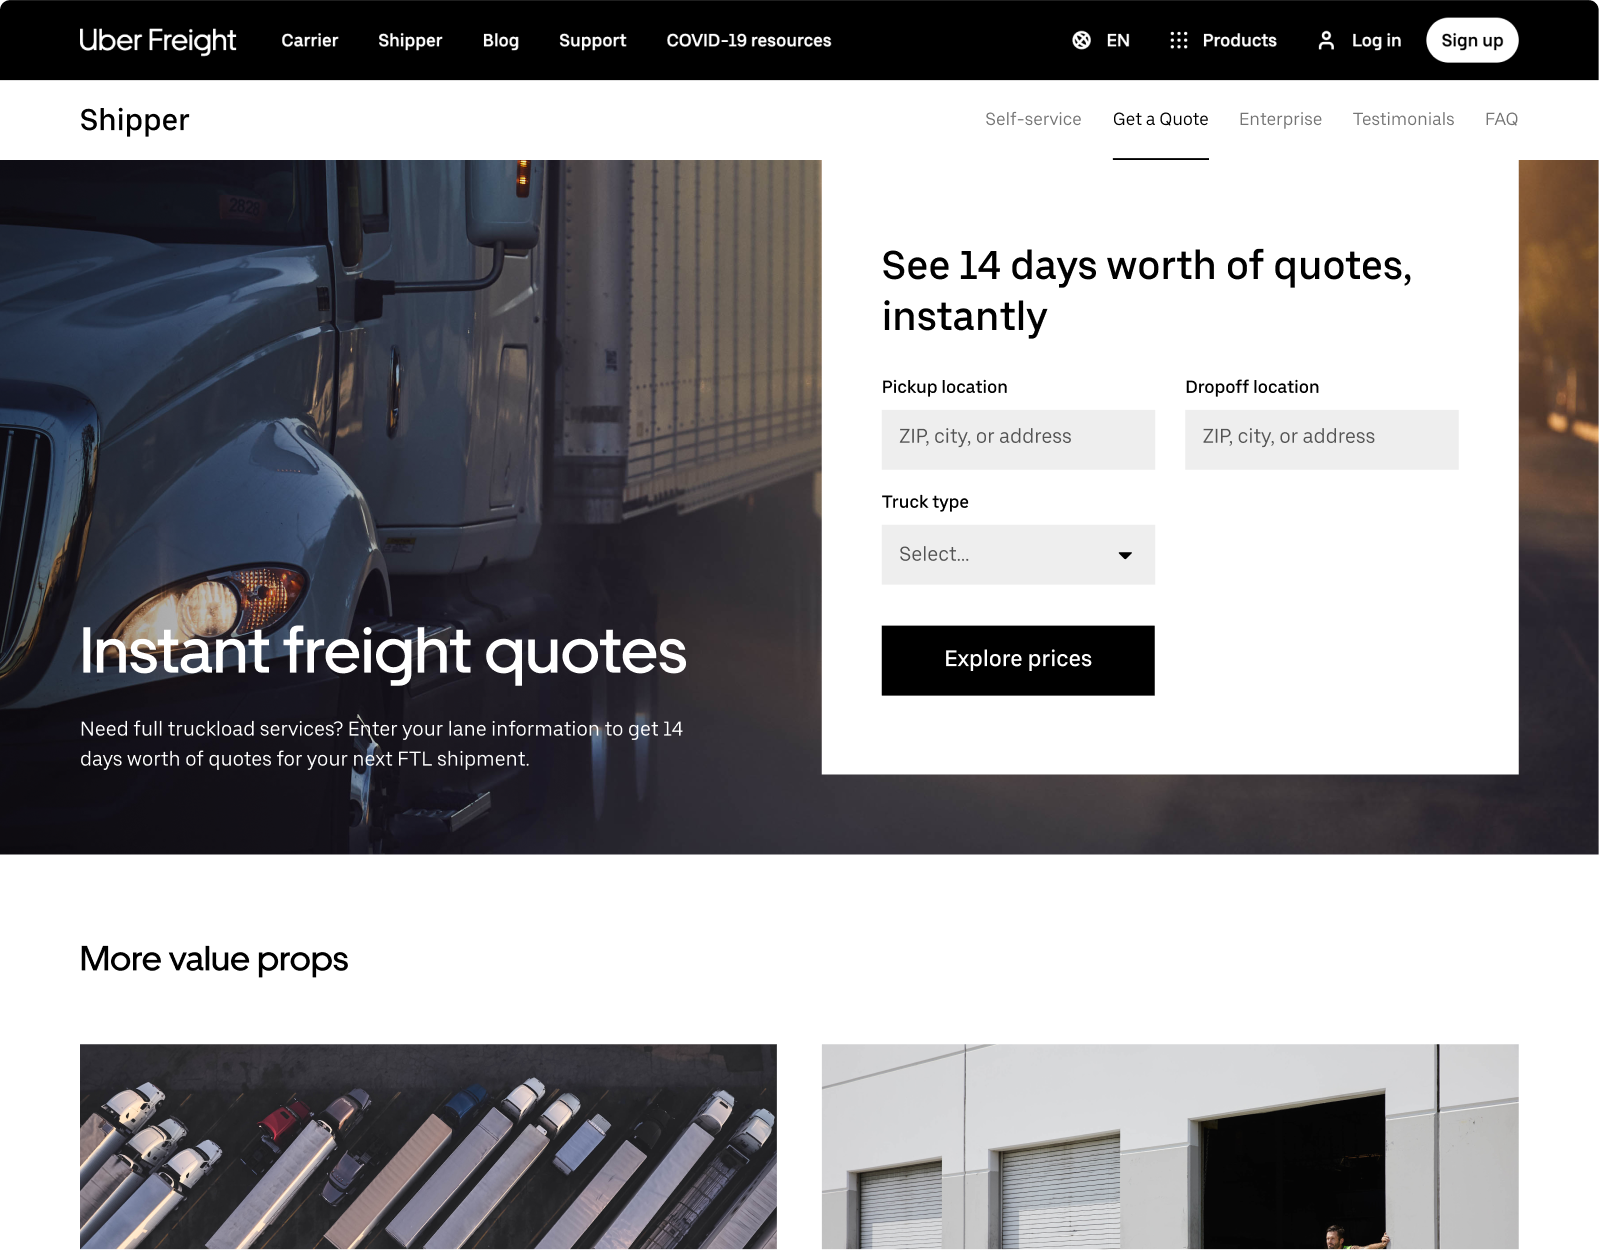 Uber Freight Carrier Shipper Blog Support COVID-19 resources EN Products Log in Sign up
Shipper Self-service Get a Quote Enterprise Testimonials FAQ
See 14 days worth of quotes,
instantly
Pickup location Dropoff location
ZIP, city, or address ZIP, city, or address
Truck type
Select...
Explore prices
Instant freight quotes
Need full truckload services? Enter your lane information to get 14
days worth of quotes for your next FTL shipment.
More value props